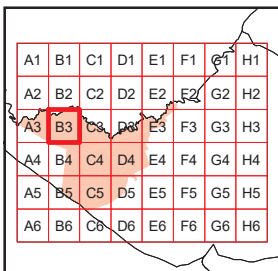 A1 B1 C1 D1 E1 F1 G1 H1
A2 B2 C2 D2 E2 F2 G2 H2
A3 B3 C3 D3 E3 F3 G3 H3
A4 B4 C4 D4 E4 F4 G4 H4
A5 B5 C5 D5 E5 F5 G5 H5
A6 B6 C6 D6 E6 F6 G6 H6